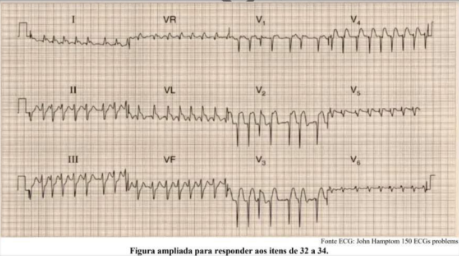 I VR V₁ V₄
II VL V₂ V₅
III VF V₃ V₆
Fonte ECG: John Hamptom 150 ECGs problems
Figura ampliada para responder aos itens de 32 a 34.